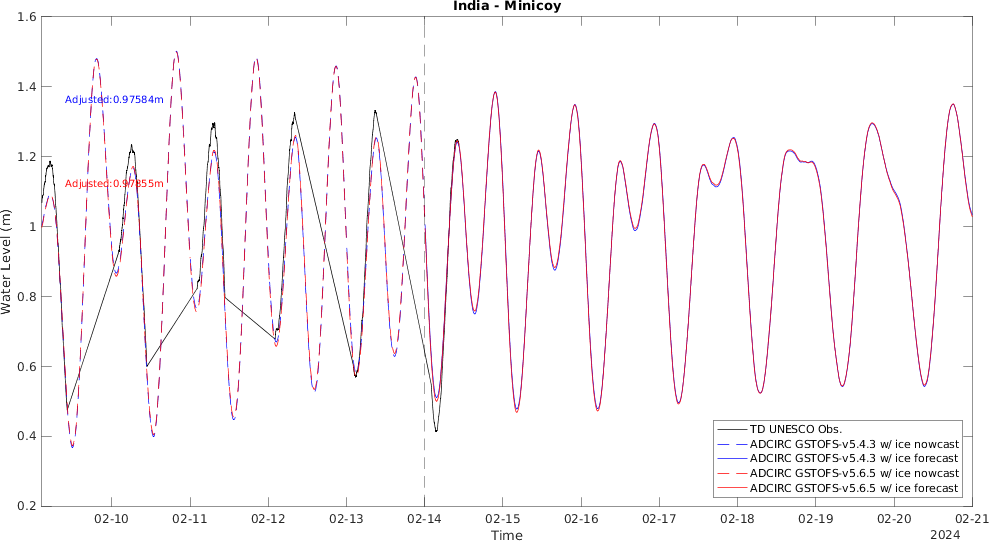 India - Minicoy
1.6
1.4
1.2
1
0.8
0.6
0.4
0.2
Water Level (m)
Adjusted:0.97584m
Adjusted:0.97855m
TD UNESCO Obs.
ADCIRC GSTOFS-v5.4.3 w/ ice nowcast
ADCIRC GSTOFS-v5.4.3 w/ ice forecast
ADCIRC GSTOFS-v5.6.5 w/ ice nowcast
ADCIRC GSTOFS-v5.6.5 w/ ice forecast
02-10 02-11 02-12 02-13 02-14 02-15 02-16 02-17 02-18 02-19 02-20 02-21
Time
2024